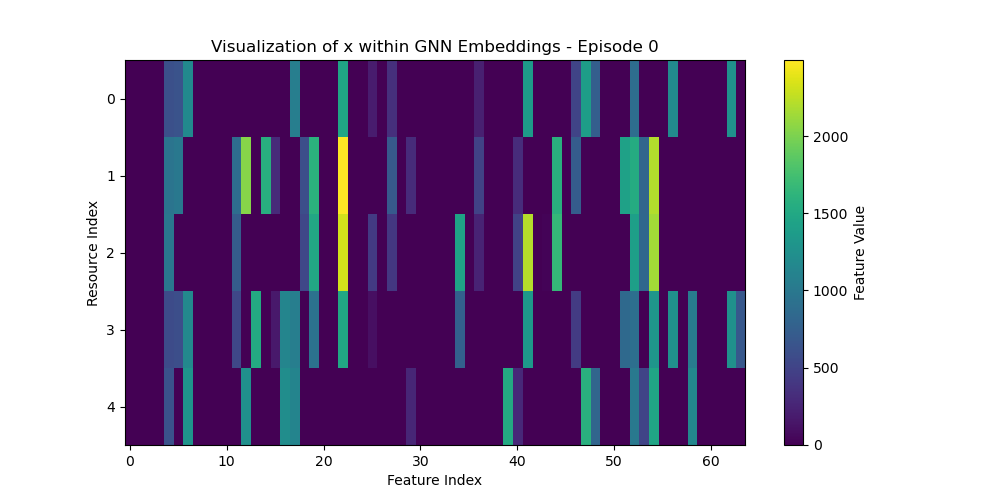 Visualization of x within GNN Embeddings - Episode 0
Resource Index
0
1
2
3
4
0 10 20 30 40 50 60
Feature Index
2000
1500
1000
500
0
Feature Value